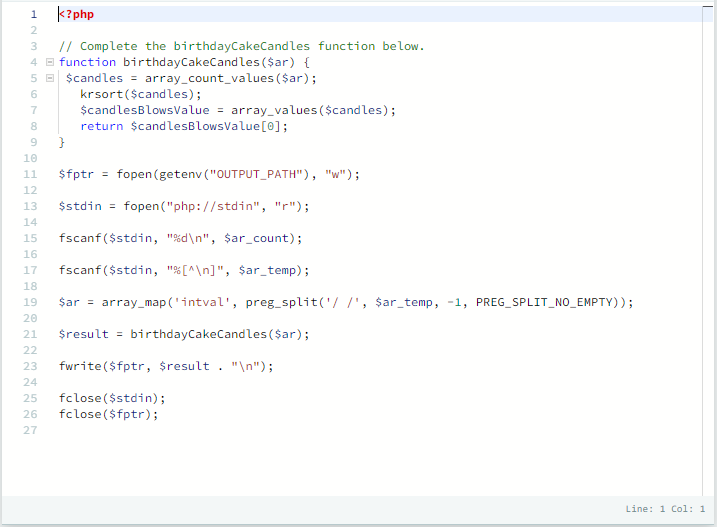 1 <?php
2
3 // Complete the birthdayCakeCandles function below.
4 function birthdayCakeCandles($ar) {
5  $candles = array_count_values($ar);
6    krsort($candles);
7    $candlesBlowsValue = array_values($candles);
8    return $candlesBlowsValue[0];
9 }
10
11 $fptr = fopen(getenv("OUTPUT_PATH"), "w");
12
13 $stdin = fopen("php://stdin", "r");
14
15 fscanf($stdin, "%d\n", $ar_count);
16
17 fscanf($stdin, "%[^\n]", $ar_temp);
18
19 $ar = array_map('intval', preg_split('/ /', $ar_temp, -1, PREG_SPLIT_NO_EMPTY));
20
21 $result = birthdayCakeCandles($ar);
22
23 fwrite($fptr, $result . "\n");
24
25 fclose($stdin);
26 fclose($fptr);
27
Line: 1 Col: 1